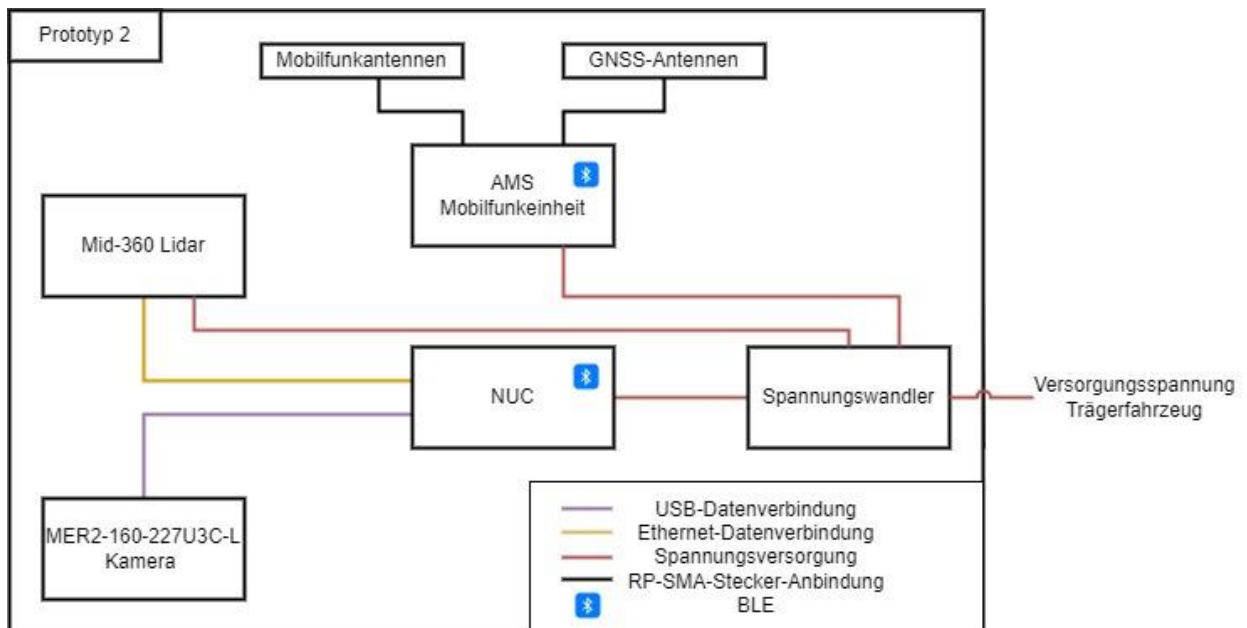 Prototyp 2
Mobilfunkantennen
GNSS-Antennen
AMS
Mobilfunkeinheit
Mid-360 Lidar
NUC
Spannungswandler
Versorgungsspannung
Trägerfahrzeug
MER2-160-227U3C-L
Kamera
USB-Datenverbindung
Ethernet-Datenverbindung
Spannungsversorgung
RP-SMA-Stecker-Anbindung
BLE